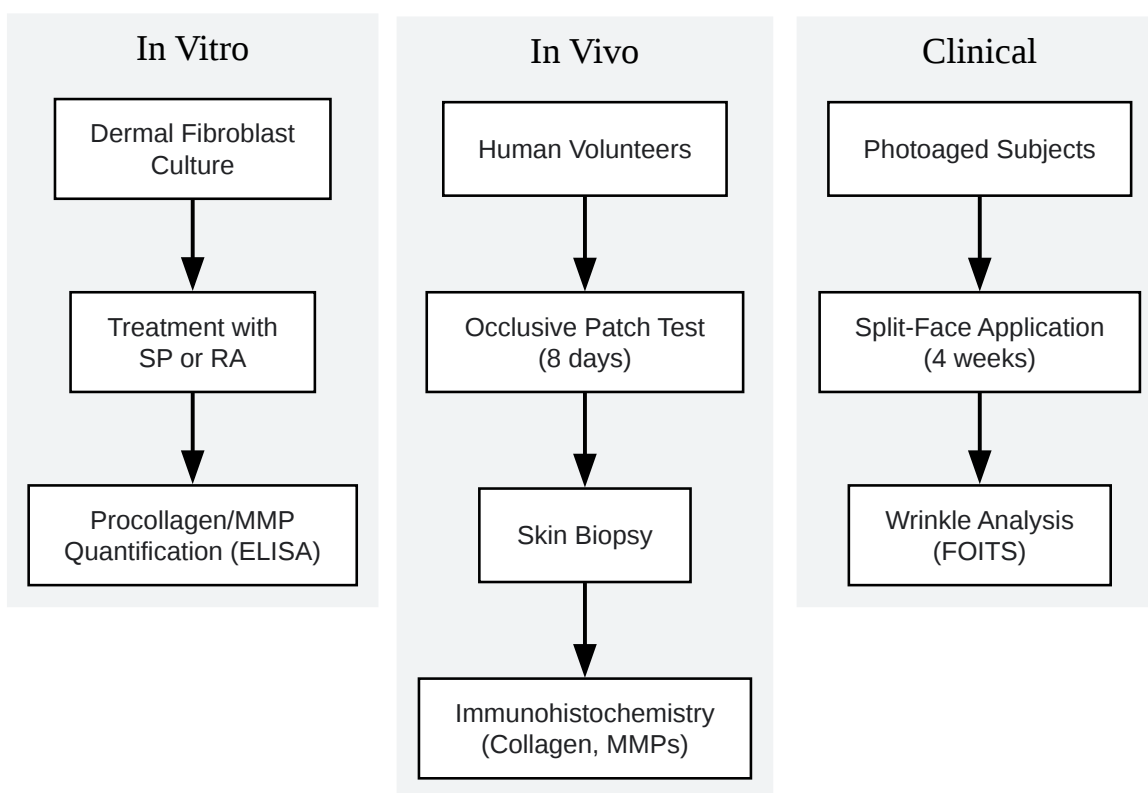 In Vitro
Dermal Fibroblast
Culture
Treatment with
SP or RA
Procollagen/MMP
Quantification (ELISA)
In Vivo
Human Volunteers
Occlusive Patch Test
(8 days)
Skin Biopsy
Immunohistochemistry
(Collagen, MMPs)
Clinical
Photoaged Subjects
Split-Face Application
(4 weeks)
Wrinkle Analysis
(FOITS)